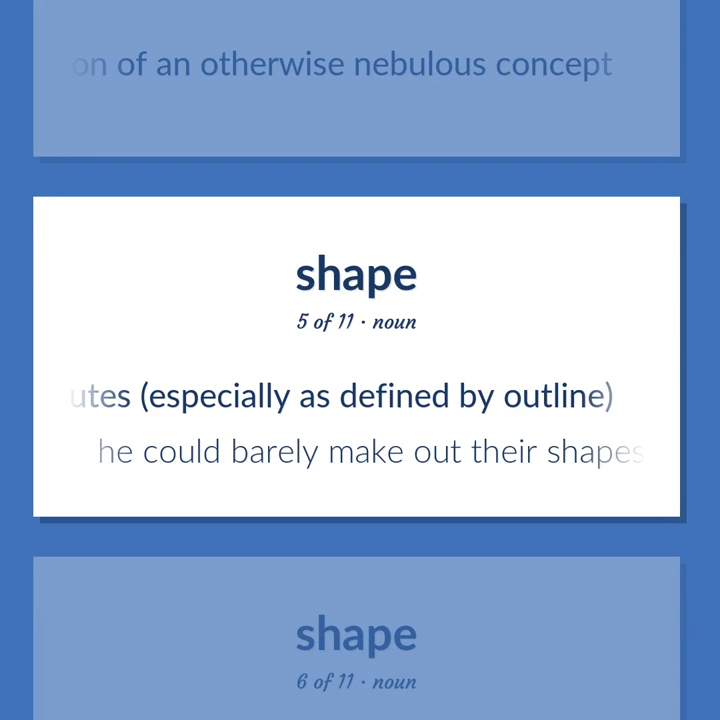 on of an otherwise nebulous concept
shape
5 of 11 · noun
utes (especially as defined by outline)
he could barely make out their shapes
shape
6 of 11 · noun